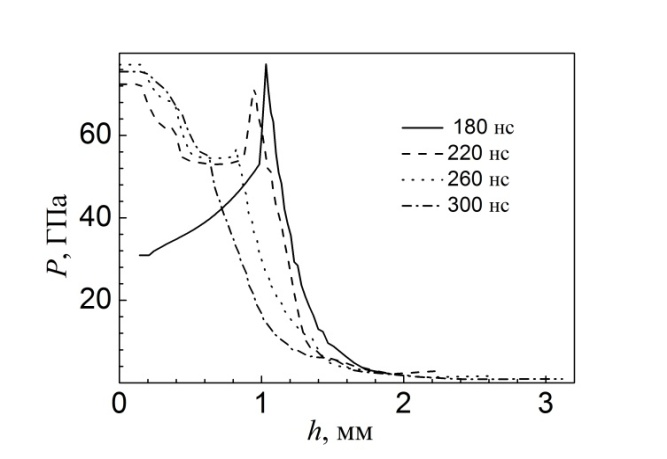 P, ГПа
60
40
20
180 нс
220 нс
260 нс
300 нс
0 1 2 3
h, мм